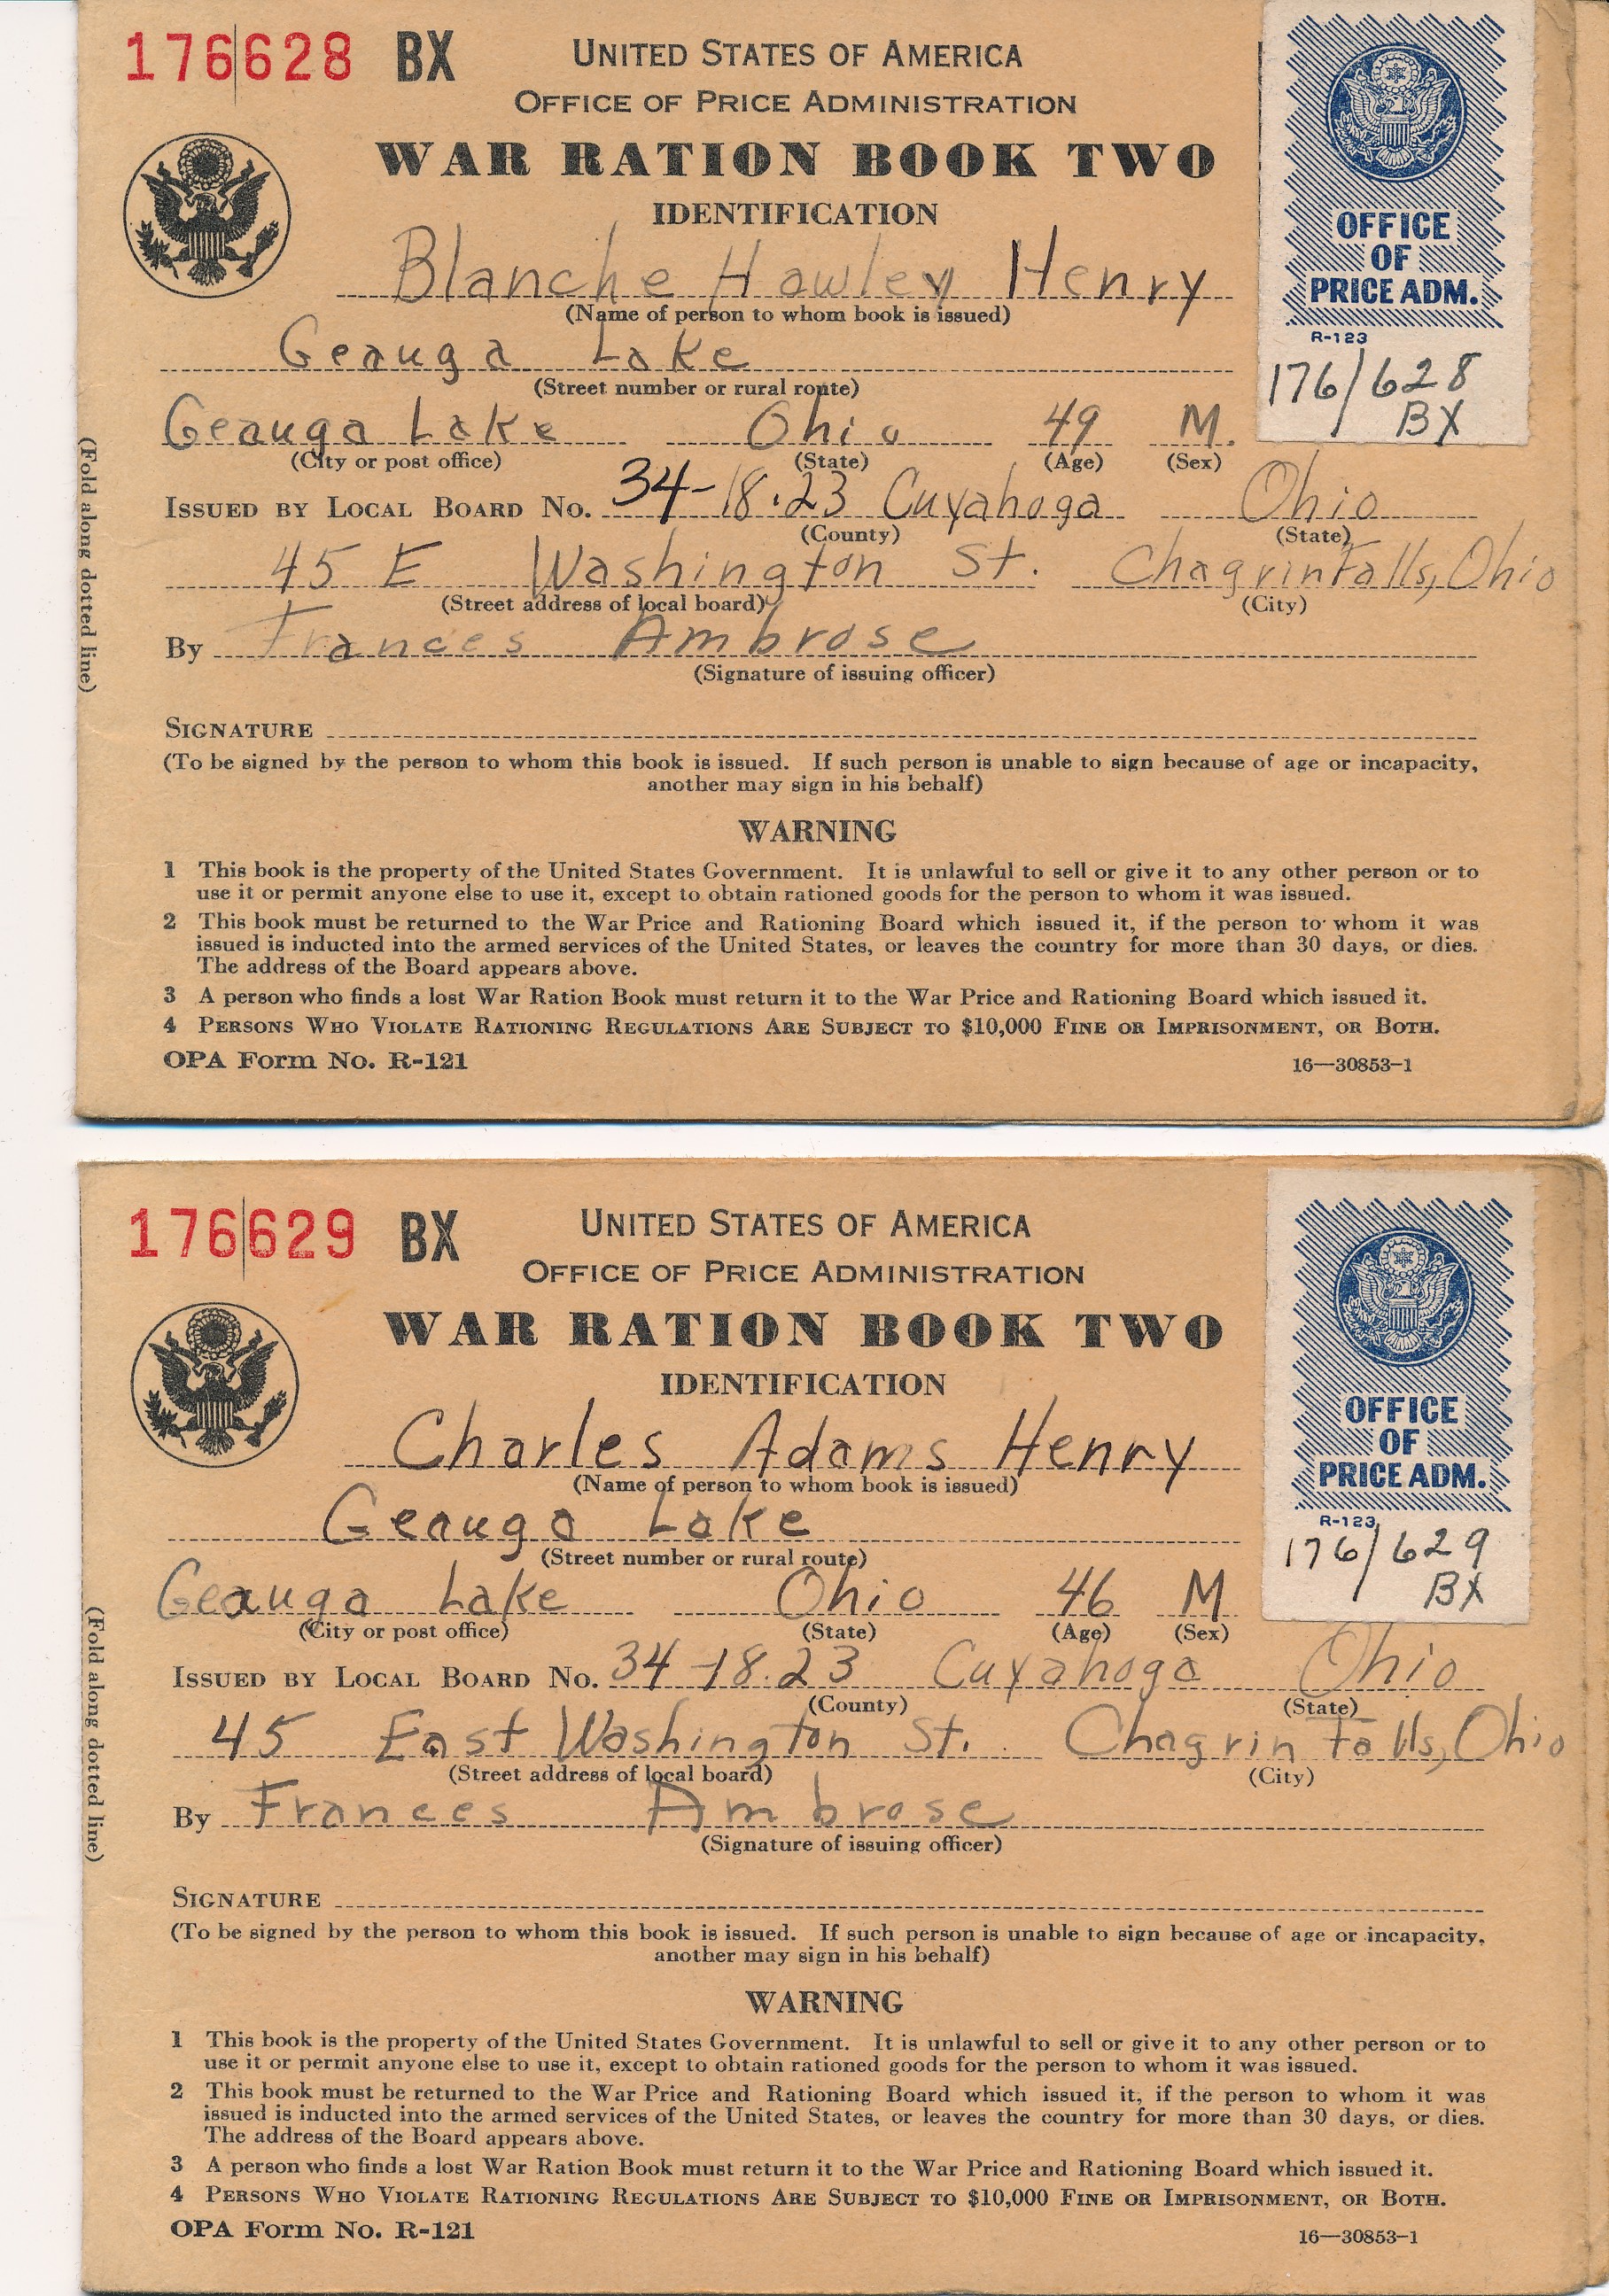 176628 BX
UNITED STATES OF AMERICA
OFFICE OF PRICE ADMINISTRATION
WAR RATION BOOK TWO
IDENTIFICATION
OFFICE
OF
PRICE ADM.
R-123
176/628
BX
Blanche Howley Henry
(Name of person to whom book is issued)
Geauga Lake
(Street number or rural route)
Geauga Lake Ohio 49 M.
(City or post office) (State) (Age) (Sex)
ISSUED BY LOCAL BOARD NO. 34-18.23 Cuyahoga Ohio
(County) (State)
45 E Washington St. Chagrin Falls, Ohio
(Street address of local board) (City)
By Frances Ambrose
(Signature of issuing officer)
(Fold along dotted line)
SIGNATURE
(To be signed by the person to whom this book is issued. If such person is unable to sign because of age or incapacity,
another may sign in his behalf)
WARNING
1 This book is the property of the United States Government. It is unlawful to sell or give it to any other person or to
use it or permit anyone else to use it, except to obtain rationed goods for the person to whom it was issued.
2 This book must be returned to the War Price and Rationing Board which issued it, if the person to whom it was
issued is inducted into the armed services of the United States, or leaves the country for more than 30 days, or dies.
The address of the Board appears above.
3 A person who finds a lost War Ration Book must return it to the War Price and Rationing Board which issued it.
4 PERSONS WHO VIOLATE RATIONING REGULATIONS ARE SUBJECT TO $10,000 FINE OR IMPRISONMENT, OR BOTH.
OPA Form No. R-121 16—30853-1
176629 BX
UNITED STATES OF AMERICA
OFFICE OF PRICE ADMINISTRATION
WAR RATION BOOK TWO
IDENTIFICATION
OFFICE
OF
PRICE ADM.
R-123
176/629
BX
Charles Adams Henry
(Name of person to whom book is issued)
Geauga Lake
(Street number or rural route)
Geauga Lake Ohio 46 M
(City or post office) (State) (Age) (Sex)
ISSUED BY LOCAL BOARD NO. 34-18.23 Cuyahoga Ohio
(County) (State)
45 East Washington St. Chagrin Falls, Ohio
(Street address of local board) (City)
By Frances Ambrose
(Signature of issuing officer)
(Fold along dotted line)
SIGNATURE
(To be signed by the person to whom this book is issued. If such person is unable to sign because of age or incapacity,
another may sign in his behalf)
WARNING
1 This book is the property of the United States Government. It is unlawful to sell or give it to any other person or to
use it or permit anyone else to use it, except to obtain rationed goods for the person to whom it was issued.
2 This book must be returned to the War Price and Rationing Board which issued it, if the person to whom it was
issued is inducted into the armed services of the United States, or leaves the country for more than 30 days, or dies.
The address of the Board appears above.
3 A person who finds a lost War Ration Book must return it to the War Price and Rationing Board which issued it.
4 PERSONS WHO VIOLATE RATIONING REGULATIONS ARE SUBJECT TO $10,000 FINE OR IMPRISONMENT, OR BOTH.
OPA Form No. R-121 16—30853-1